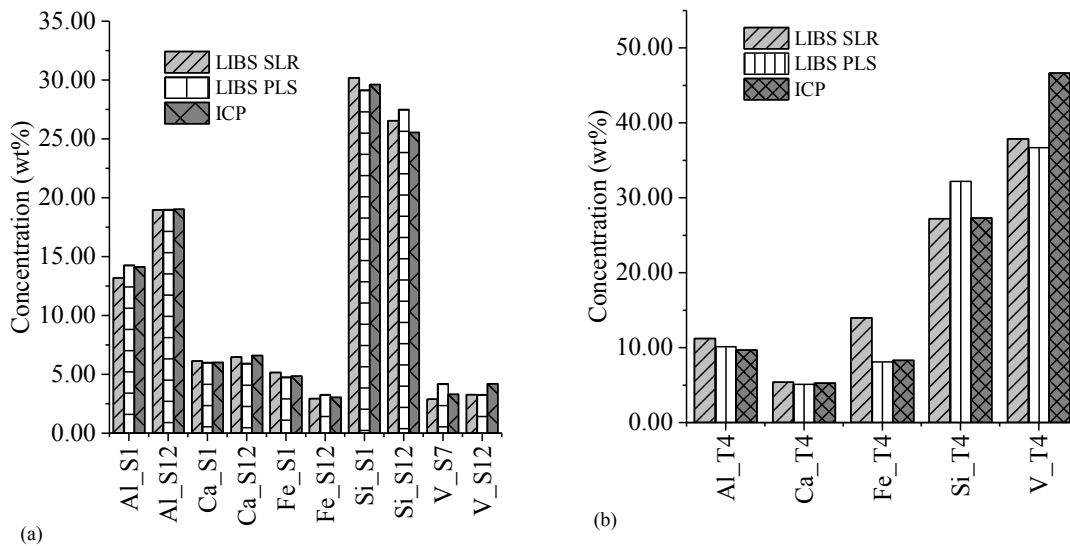 Concentration (wt%)
35.00
30.00
25.00
20.00
15.00
10.00
5.00
0.00
LIBS SLR
LIBS PLS
ICP
Al_S1
Al_S12
Ca_S1
Ca_S12
Fe_S1
Fe_S12
Si_S1
Si_S12
V_S7
V_S12
(a)
Concentration (wt%)
50.00
40.00
30.00
20.00
10.00
0.00
LIBS SLR
LIBS PLS
ICP
Al_T4
Ca_T4
Fe_T4
Si_T4
V_T4
(b)